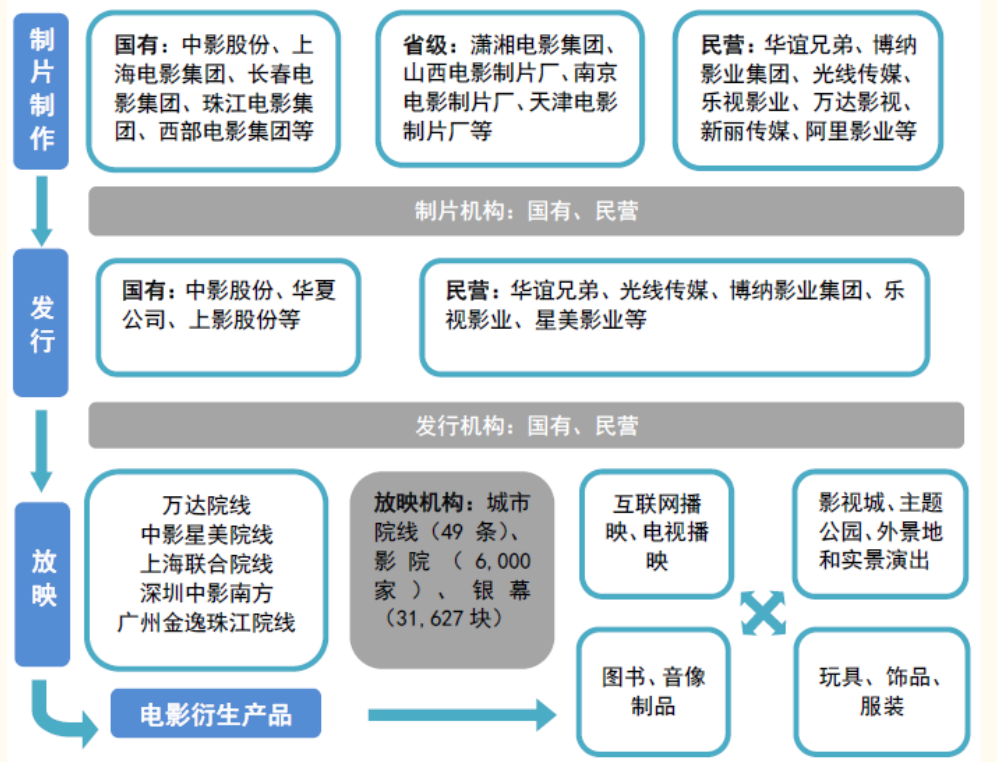 制片制作
国有：中影股份、上
海电影集团、长春电
影集团、珠江电影集
团、西部电影集团等
省级：潇湘电影集团、
山西电影制片厂、南京
电影制片厂、天津电影
制片厂等
民营：华谊兄弟、博纳
影业集团、光线传媒、
乐视影业、万达影视、
新丽传媒、阿里影业等
制片机构：国有、民营
发行
国有：中影股份、华夏
公司、上影股份等
民营：华谊兄弟、光线传媒、博纳影业集团、乐
视影业、星美影业等
发行机构：国有、民营
放映
万达院线
中影星美院线
上海联合院线
深圳中影南方
广州金逸珠江院线
放映机构：城市
院线（49 条）、
影院（6,000
家）、银幕
（31,627 块）
互联网播
映、电视播
映
影视城、主题
公园、外景地
和实景演出
图书、音像
制品
玩具、饰品、
服装
电影衍生产品